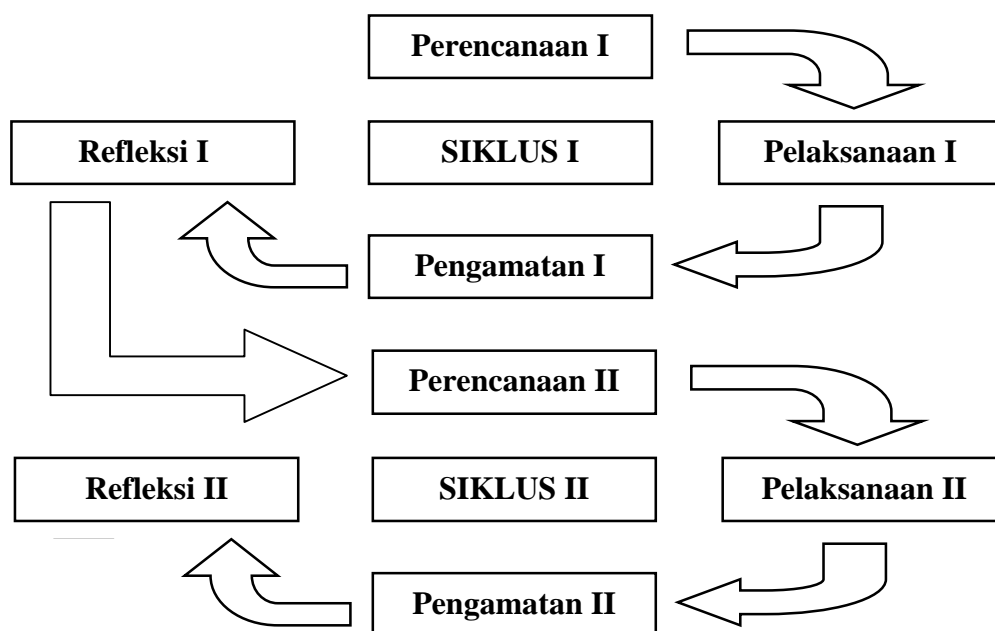 Perencanaan I
Refleksi I
SIKLUS I
Pelaksanaan I
Pengamatan I
Perencanaan II
Refleksi II
SIKLUS II
Pelaksanaan II
Pengamatan II